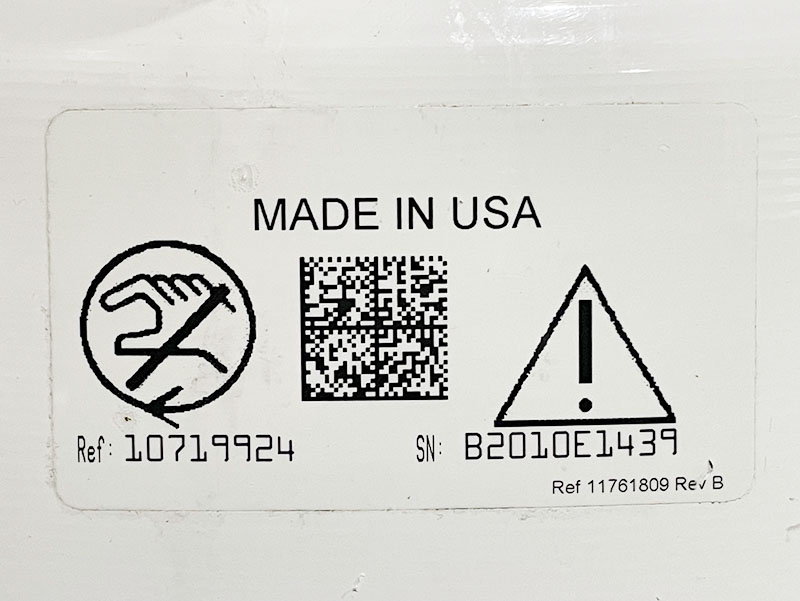 MADE IN USA
Ref: 10719924
SN: B2010E1439
Ref 11761809 Rev B